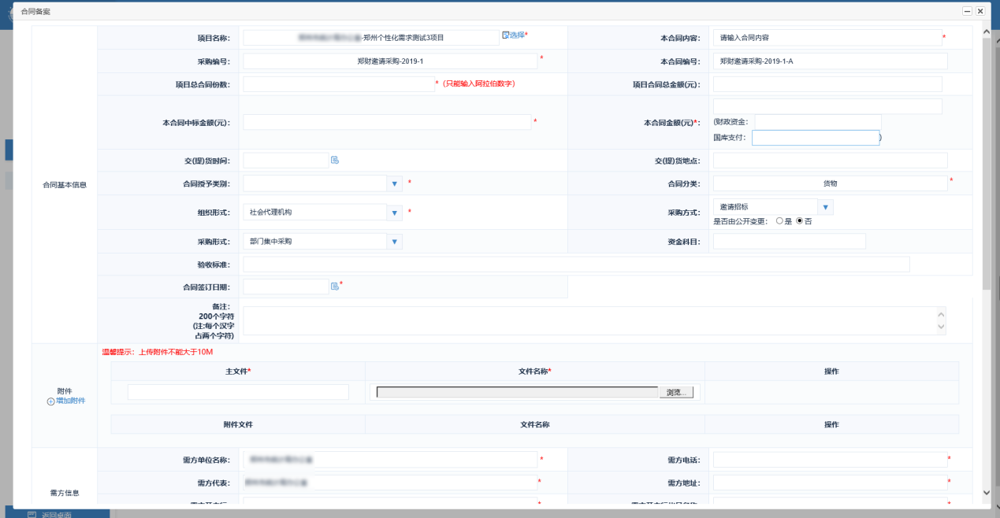 合同备案
项目名称： -郑州个性化需求测试3项目 选择* 本合同内容： 请输入合同内容 *
采购编号： 郑财邀请采购-2019-1 * 本合同编号： 郑财邀请采购-2019-1-A
项目总合同份数： *（只能输入阿拉伯数字） 项目合同总金额(元)：
本合同中标金额(元)： * 本合同金额(元)*：
(财政资金：
国库支付： )
交(提)货时间： 交(提)货地点：
合同授予类别： * 合同分类： 货物 *
组织形式： 社会代理机构 * 采购方式： 邀请招标
是否由公开变更： 是 否
采购形式： 部门集中采购 资金科目：
验收标准：
合同基本信息
合同签订日期： *
备注：
200个字符
(注:每个汉字
占两个字符)
温馨提示：上传附件不能大于10M
主文件* 文件名称* 操作
附件
增加附件
浏览...
附件文件 文件名称 操作
需方单位名称： * 需方电话： *
需方代表： * 需方地址： *
需方信息
返回桌面